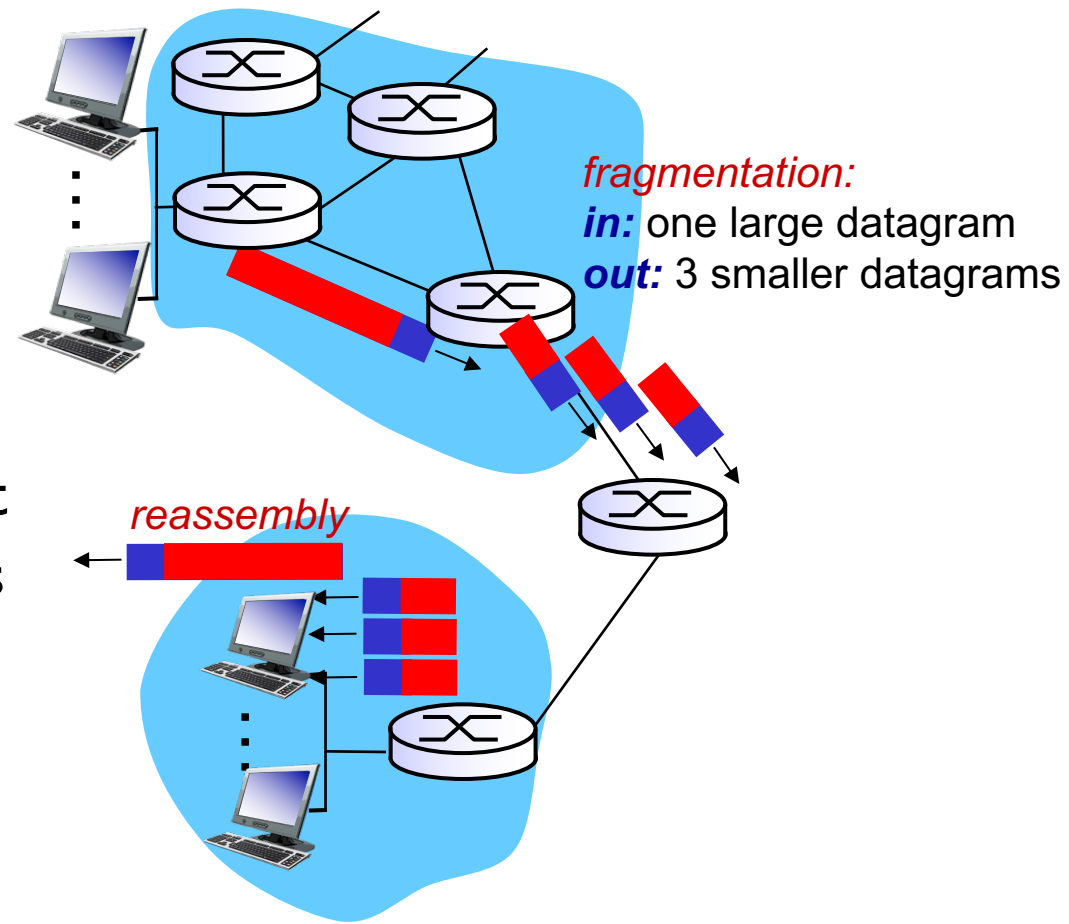 fragmentation:
in: one large datagram
out: 3 smaller datagrams
reassembly